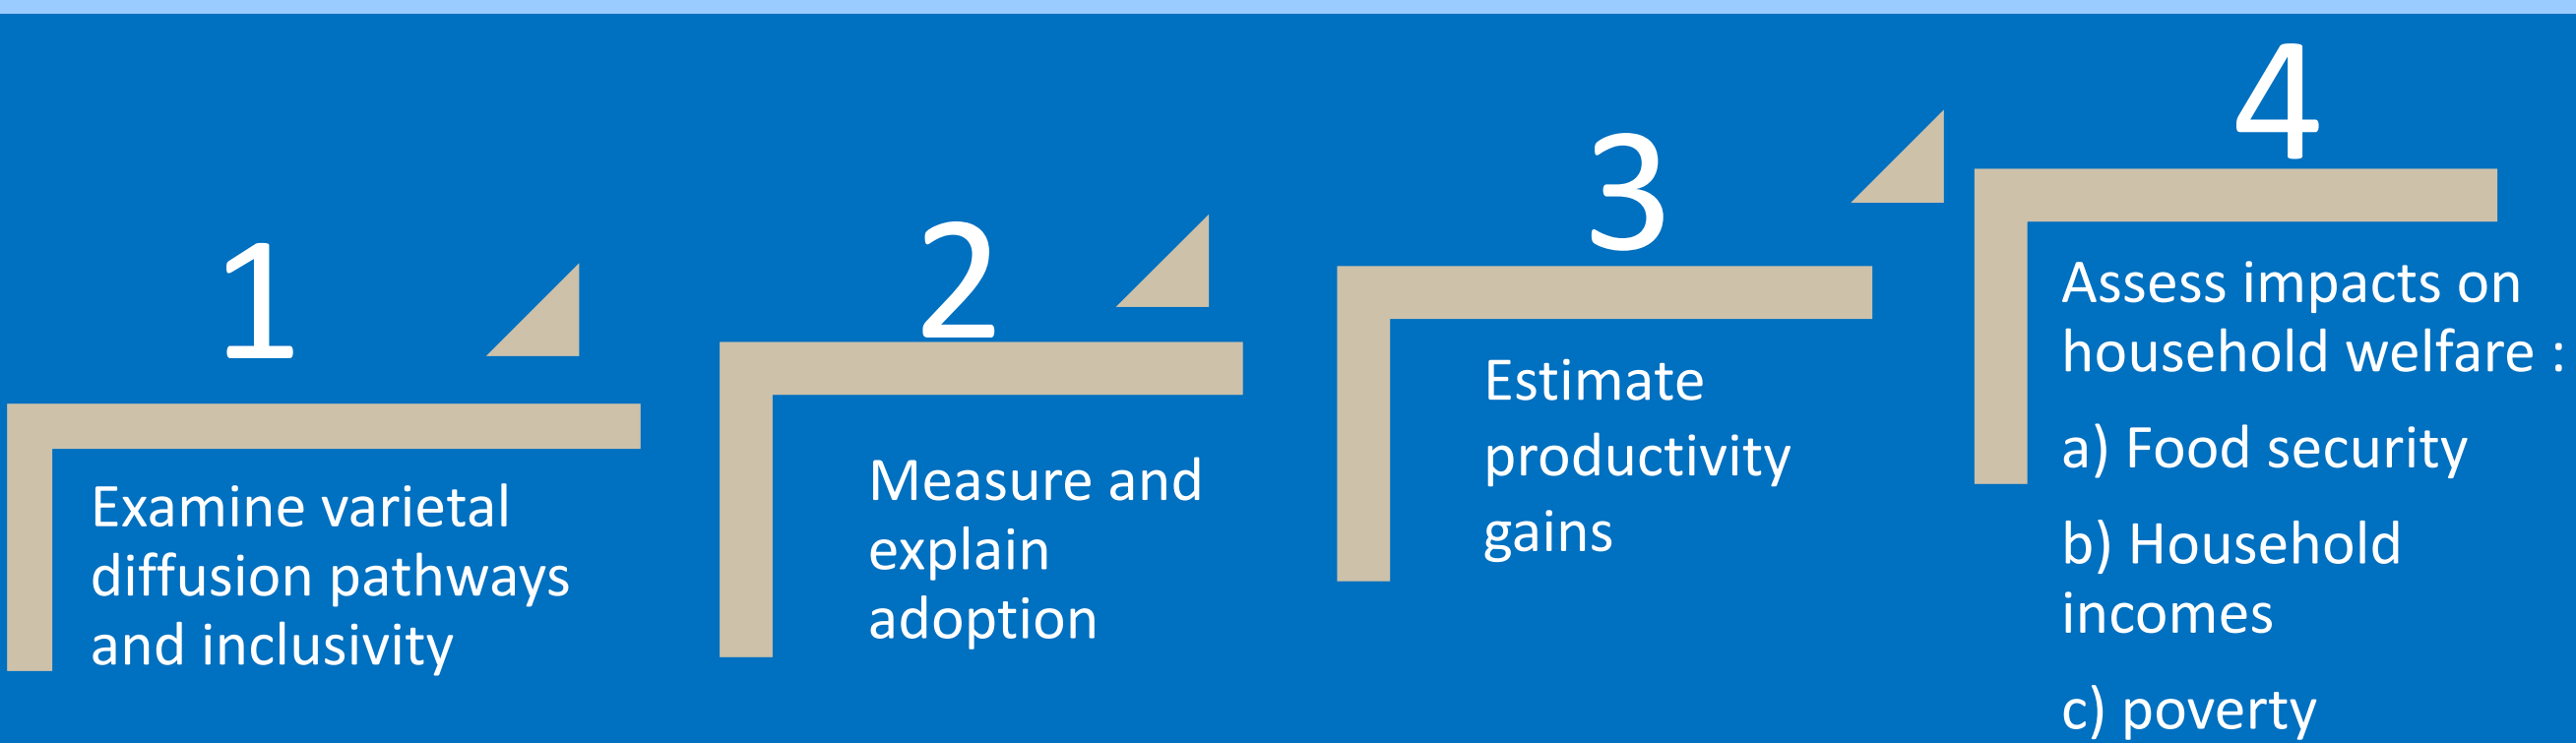 1
Examine varietal
diffusion pathways
and inclusivity
2
Measure and
explain
adoption
3
Estimate
productivity
gains
4
Assess impacts on
household welfare :
a) Food security
b) Household
incomes
c) poverty